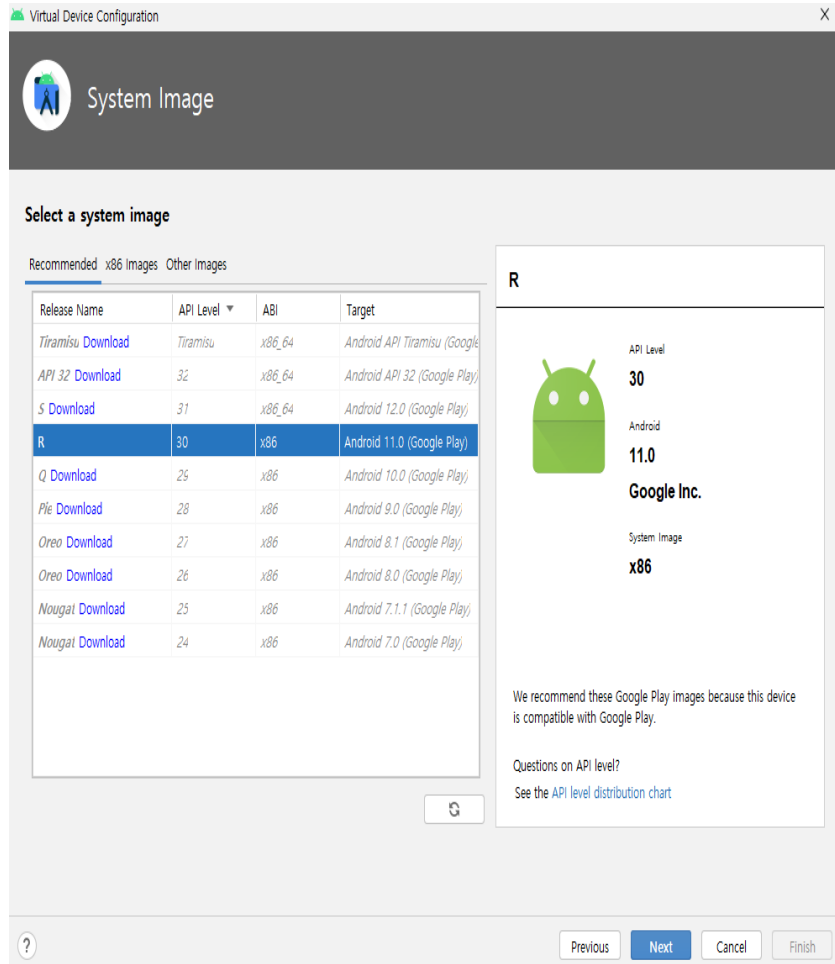 Virtual Device Configuration
X
System Image
Select a system image
Recommended x86 Images Other Images
Release Name API Level ABI Target
Tiramisu Download Tiramisu x86_64 Android API Tiramisu (Google
API 32 Download 32 x86_64 Android API 32 (Google Play)
S Download 31 x86_64 Android 12.0 (Google Play)
R 30 x86 Android 11.0 (Google Play)
Q Download 29 x86 Android 10.0 (Google Play)
Pie Download 28 x86 Android 9.0 (Google Play)
Oreo Download 27 x86 Android 8.1 (Google Play)
Oreo Download 26 x86 Android 8.0 (Google Play)
Nougat Download 25 x86 Android 7.1.1 (Google Play)
Nougat Download 24 x86 Android 7.0 (Google Play)
R
API Level
30
Android
11.0
Google Inc.
System Image
x86
We recommend these Google Play images because this device
is compatible with Google Play.
Questions on API level?
See the API level distribution chart
? Previous Next Cancel Finish